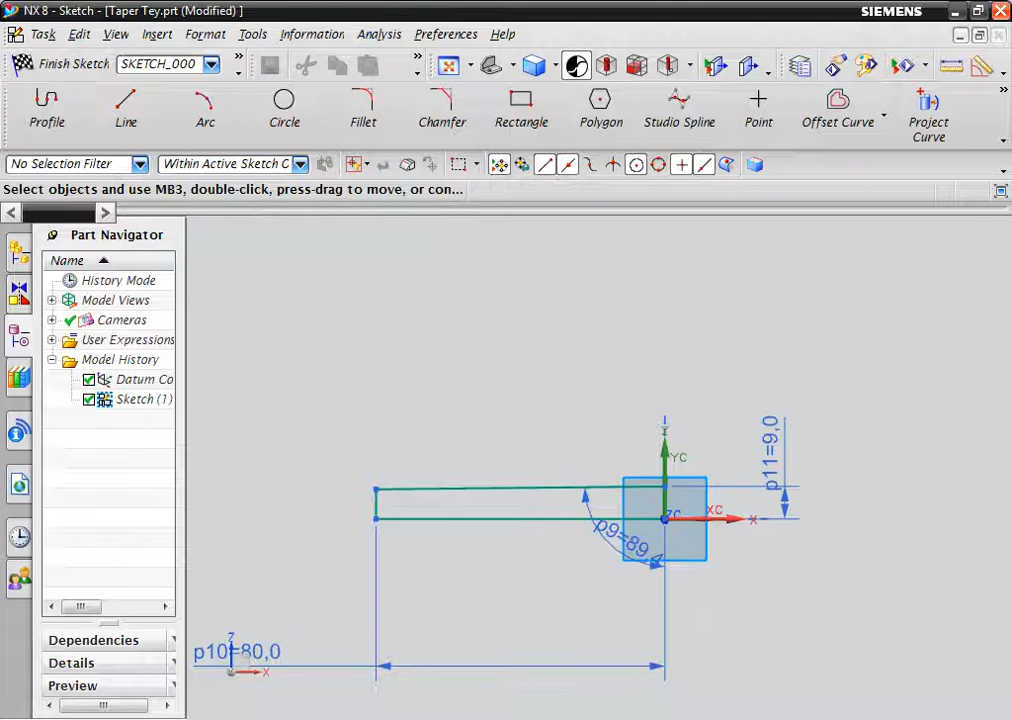 NX 8 - Sketch - [Taper Tey.prt (Modified) ]
SIEMENS
Task Edit View Insert Format Tools Information Analysis Preferences Help
Finish Sketch SKETCH_000
Profile Line Arc Circle Fillet Chamfer Rectangle Polygon Studio Spline Point Offset Curve Project Curve
No Selection Filter Within Active Sketch C
Select objects and use MB3, double-click, press-drag to move, or con...
Part Navigator
Name
History Mode
Model Views
Cameras
User Expressions
Model History
Datum Co
Sketch (1)
Dependencies
Details
Preview
Y
YC
p11=9,0
ZC
XC
X
p9=89
p10=80,0
Z
X